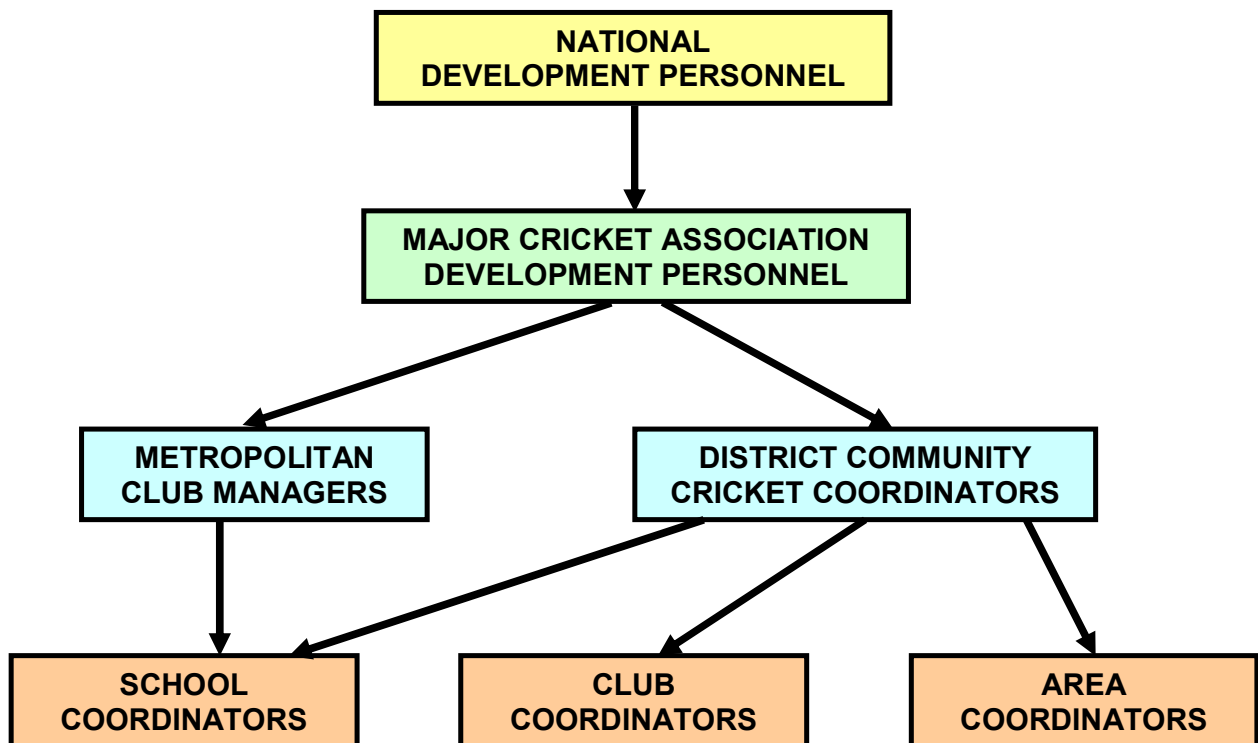 NATIONAL
DEVELOPMENT PERSONNEL
MAJOR CRICKET ASSOCIATION
DEVELOPMENT PERSONNEL
METROPOLITAN
CLUB MANAGERS
DISTRICT COMMUNITY
CRICKET COORDINATORS
SCHOOL
COORDINATORS
CLUB
COORDINATORS
AREA
COORDINATORS